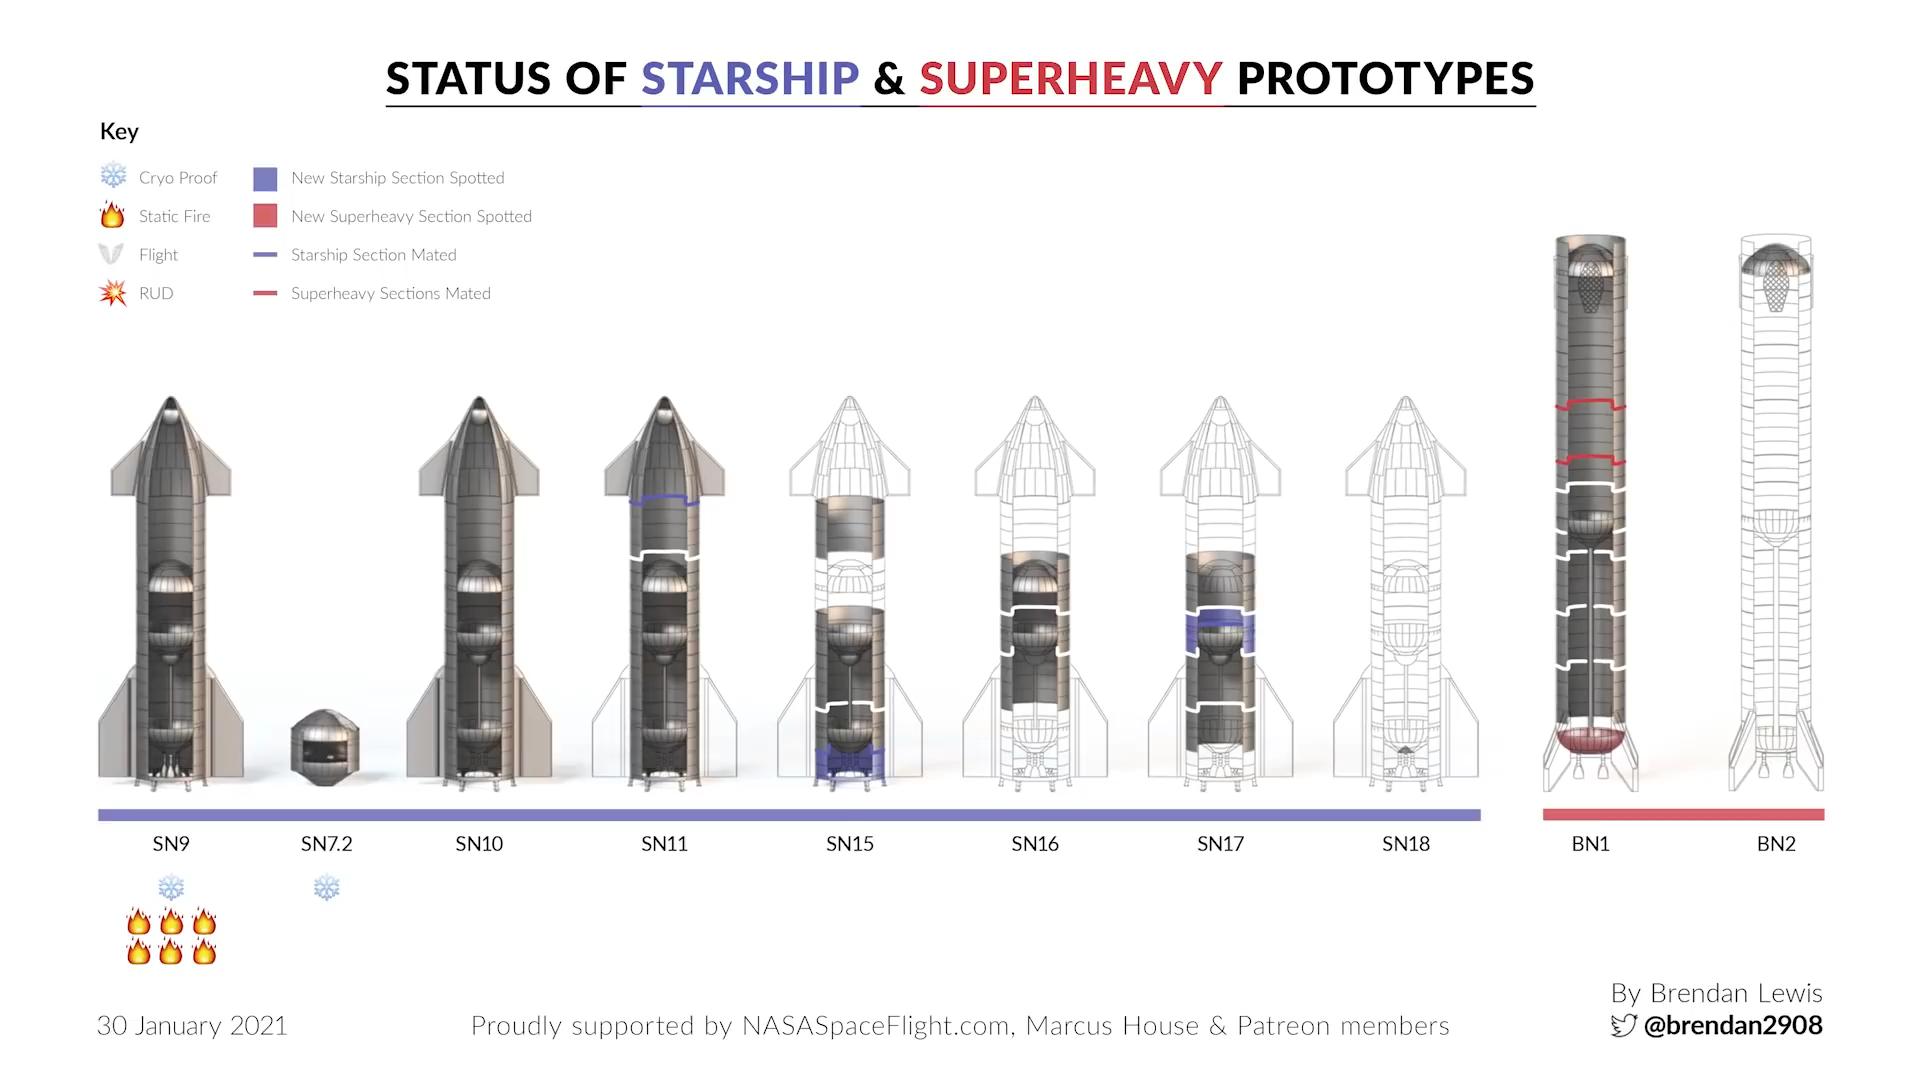 STATUS OF STARSHIP & SUPERHEAVY PROTOTYPES
Key
Cryo Proof
New Starship Section Spotted
Static Fire
New Superheavy Section Spotted
Flight
Starship Section Mated
RUD
Superheavy Sections Mated
SN9
SN7.2
SN10
SN11
SN15
SN16
SN17
SN18
BN1
BN2
30 January 2021
Proudly supported by NASASpaceFlight.com, Marcus House & Patreon members
By Brendan Lewis
@brendan2908